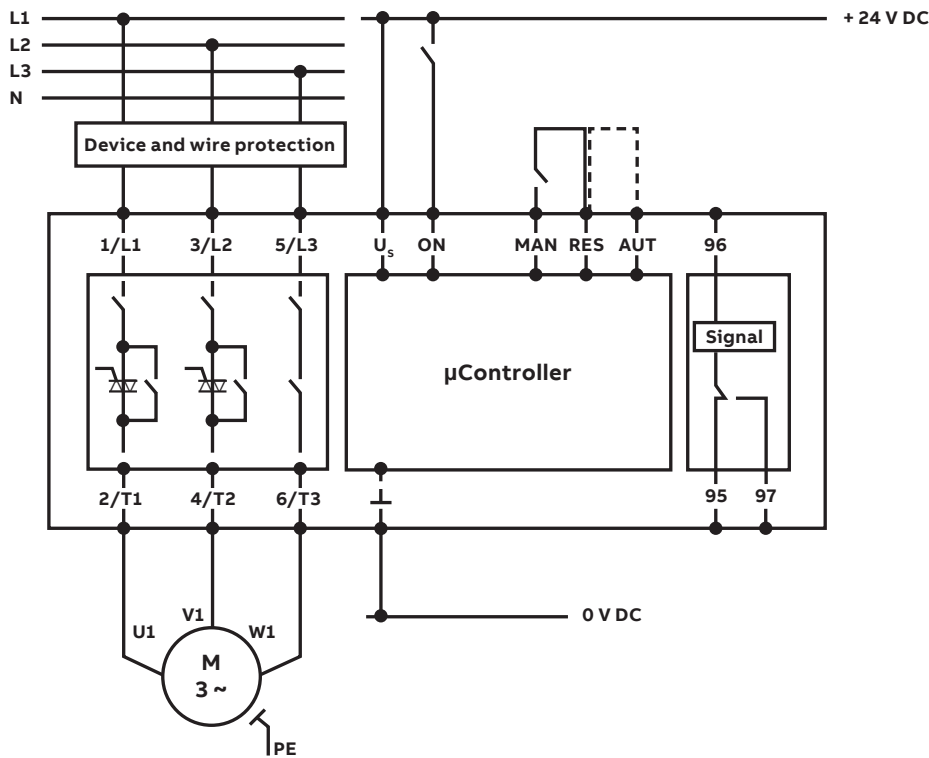 L1
+ 24 V DC
L2
L3
N
Device and wire protection
1/L1 3/L2 5/L3 Us ON MAN RES AUT 96
Signal
µController
2/T1 4/T2 6/T3 95 97
0 V DC
U1 V1 W1
M
3 ~
PE